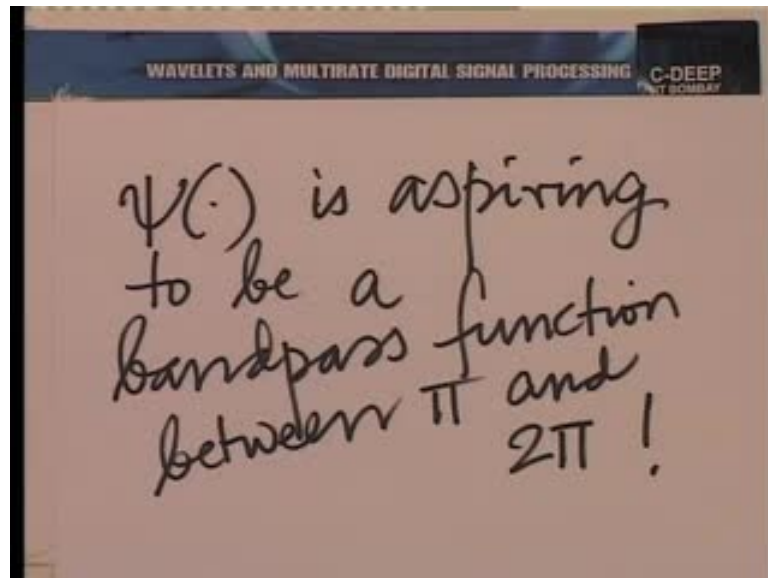 WAVELETS AND MULTIRATE DIGITAL SIGNAL PROCESSING
C-DEEP
IIT BOMBAY
Ψ(·) is aspiring
to be a
bandpass function
between π and
2π !